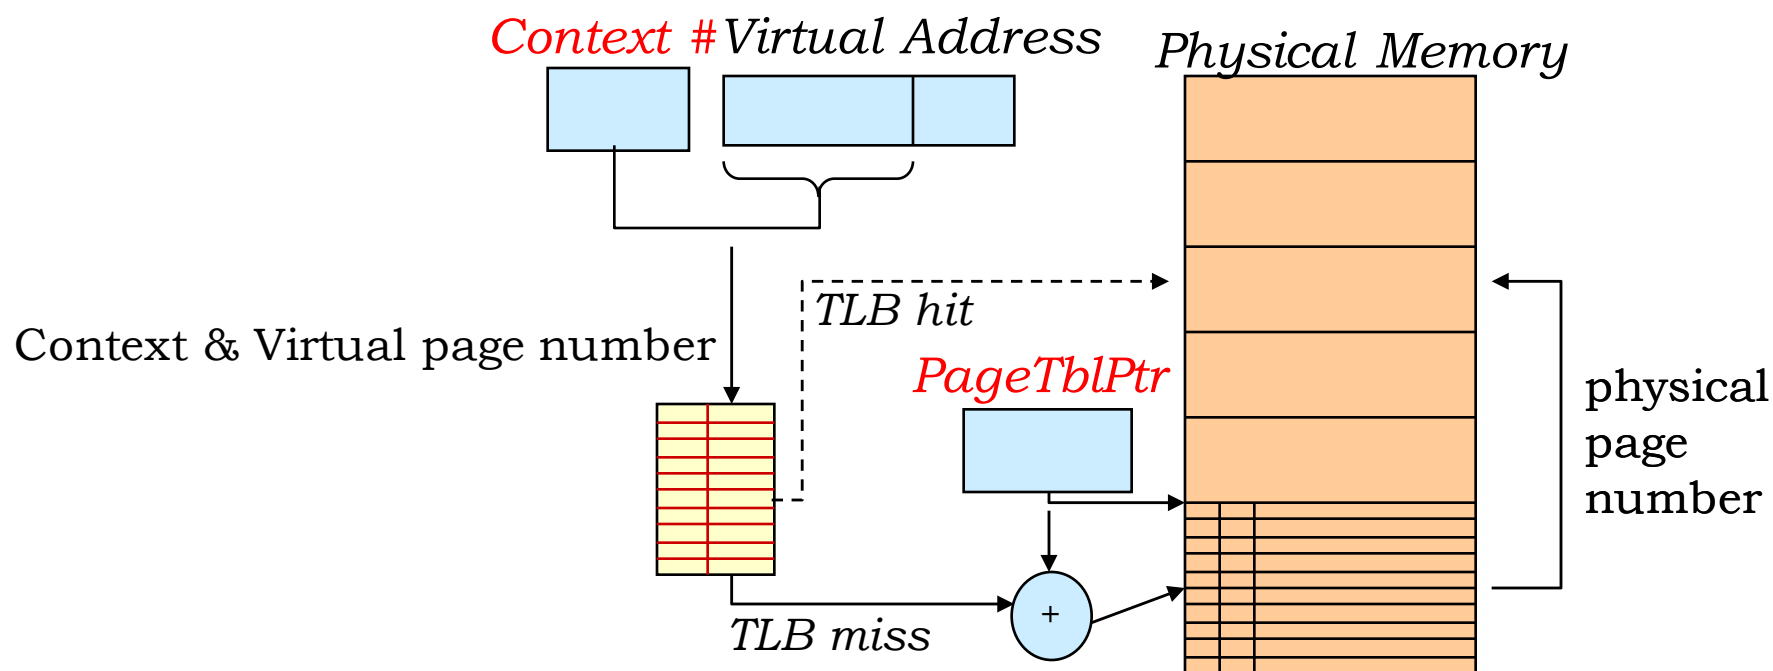 Context # Virtual Address
Physical Memory
TLB hit
Context & Virtual page number
PageTblPtr
physical
page
number
+
TLB miss